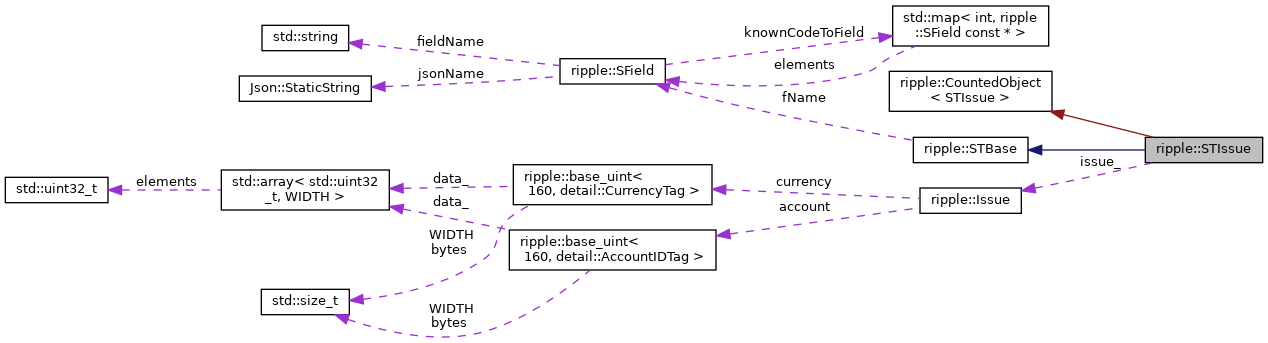 std::map< int, ripple
::SField const * >
knownCodeToField
std::string
fieldName
elements
ripple::SField
jsonName
Json::StaticString
ripple::CountedObject
< STIssue >
fName
ripple::STBase
ripple::STIssue
issue_
std::uint32_t
elements
std::array< std::uint32
_t, WIDTH >
data_
data_
ripple::base_uint<
160, detail::CurrencyTag >
currency
account
ripple::Issue
WIDTH
bytes
ripple::base_uint<
160, detail::AccountIDTag >
std::size_t
WIDTH
bytes